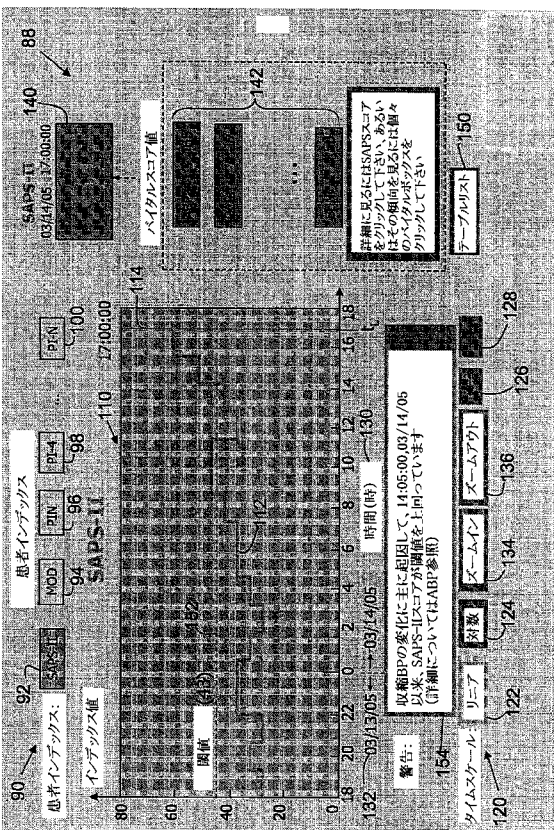 88
90
患者インデックス:
92
SAPS-II
患者インデックス
94
MOD
96
PIN
98
PI-4
100
PI-N
SAPS-II
03/14/05 17:00:00
140
インデックス値
SAPS-II
110
17:00:00
114
閾値
112
152
80
60
40
20
0
18
20
22
0
2
4
6
8
10
12
14
16
18
132
03/13/05
03/14/05
時間(時)
130
バイタルスコア値
142
...
詳細に見るにはSAPSスコア
をクリックして下さい、あるい
はその傾向を見るには個々
のバイタルボックスを
クリックして下さい
テーブルリスト
150
警告:
154
収縮BPの変化に主に起因して、14:05:00,03/14/05
以来、SAPS-IIスコアが閾値を上回っています
(詳細についてはABP参照)
タイムスケール:
120
リニア
122
対数
124
ズームイン
134
ズームアウト
136
126
128